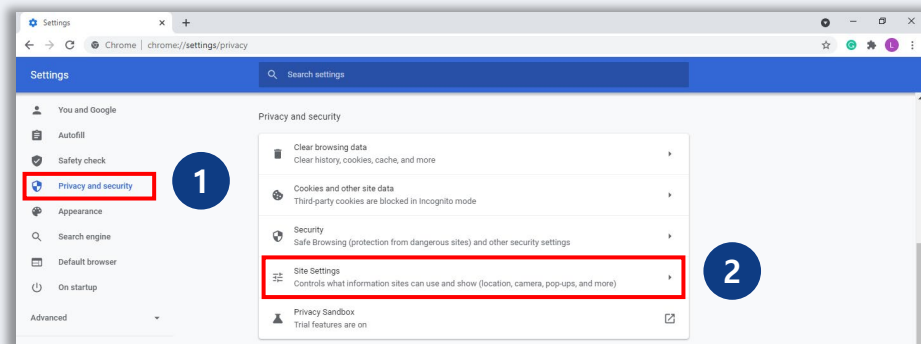 Settings
Chrome | chrome://settings/privacy
L
Settings
Search settings
You and Google
Autofill
Safety check
Privacy and security
Appearance
Search engine
Default browser
On startup
Advanced
1
Privacy and security
Clear browsing data
Clear history, cookies, cache, and more
Cookies and other site data
Third-party cookies are blocked in Incognito mode
Security
Safe Browsing (protection from dangerous sites) and other security settings
Site Settings
Controls what information sites can use and show (location, camera, pop-ups, and more)
2
Privacy Sandbox
Trial features are on